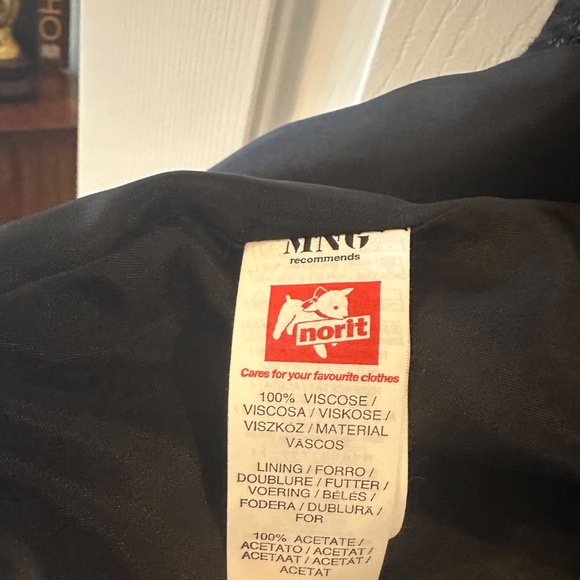 OH
MNG
recommends
norit
Cares for your favourite clothes
100% VISCOSE /
VISCOSA / VISKOSE /
VISZKÓZ / MATERIAL
VÂSCOS
LINING / FORRO /
DOUBLURE / FUTTER /
VOERING / BÉLÉS /
FODERA / DUBLURĂ /
FOR
100% ACETATE /
ACETATO / ACETAT /
ACETAAT / ACETÁT /
ACETAT